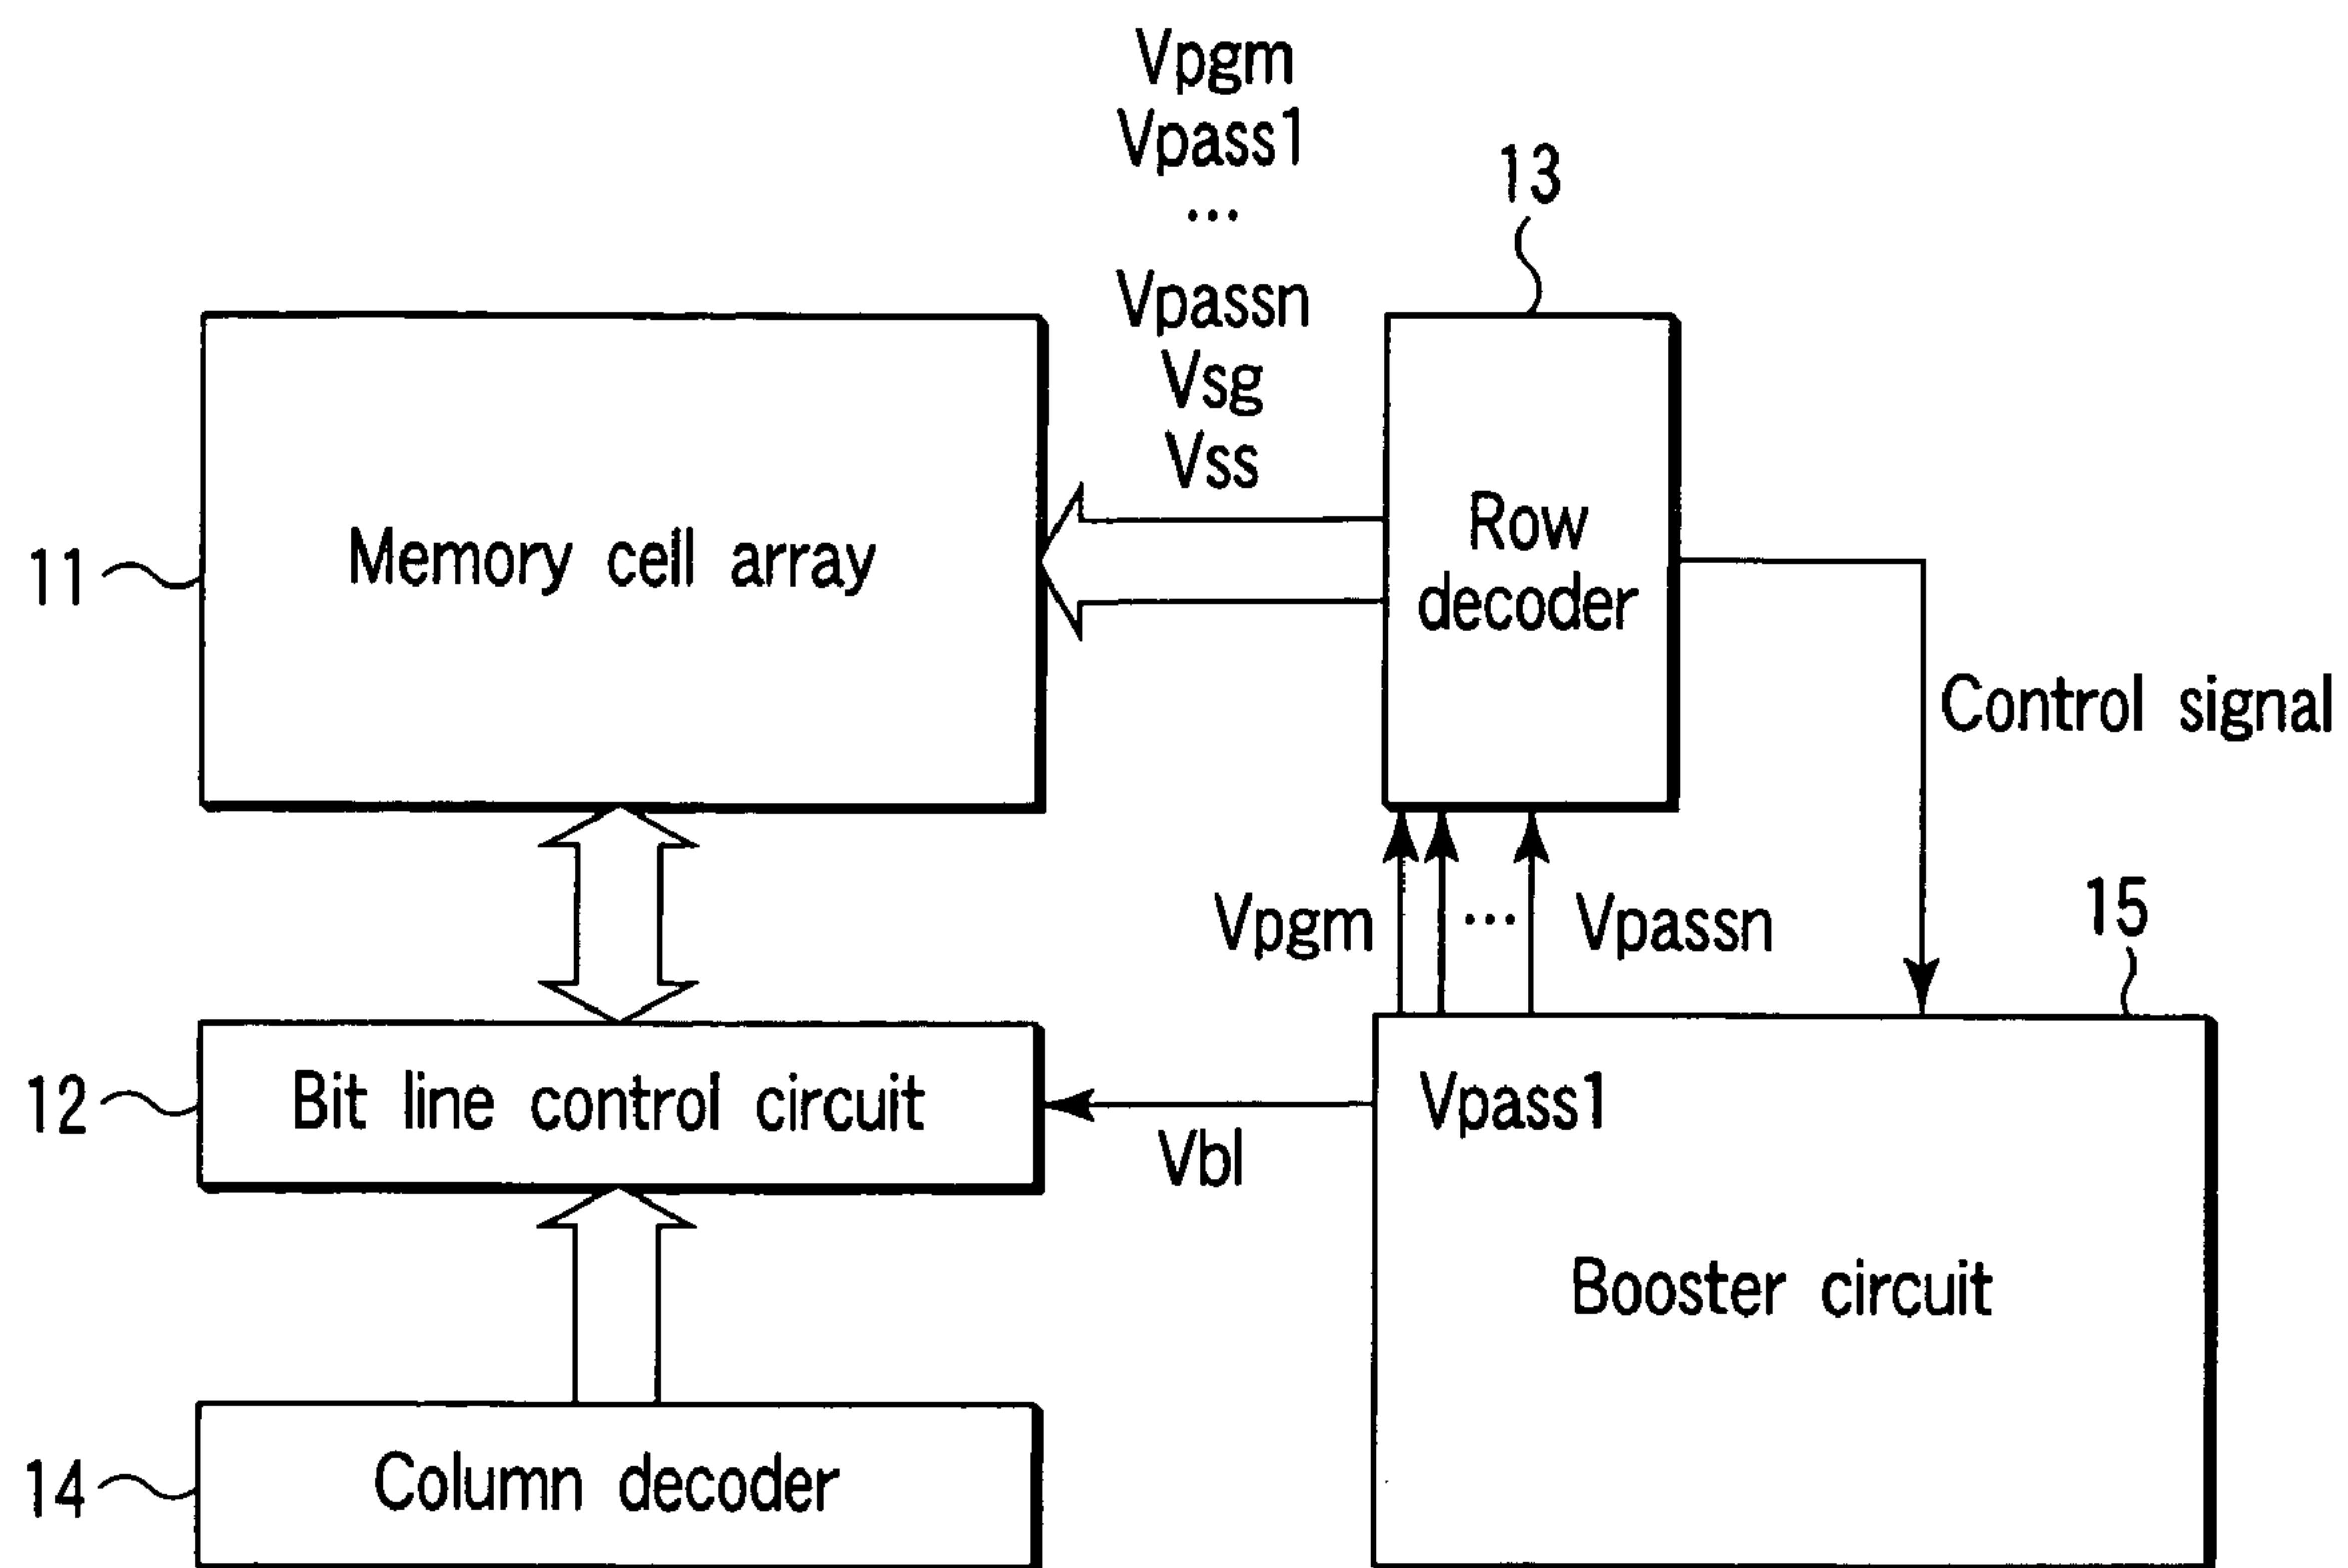 Vpgm
Vpass1
...
Vpassn
Vsg
Vss
13
11
Memory cell array
Row
decoder
Control signal
Vpgm
...
Vpassn
15
12
Bit line control circuit
Vbl
Vpass1
Booster circuit
14
Column decoder